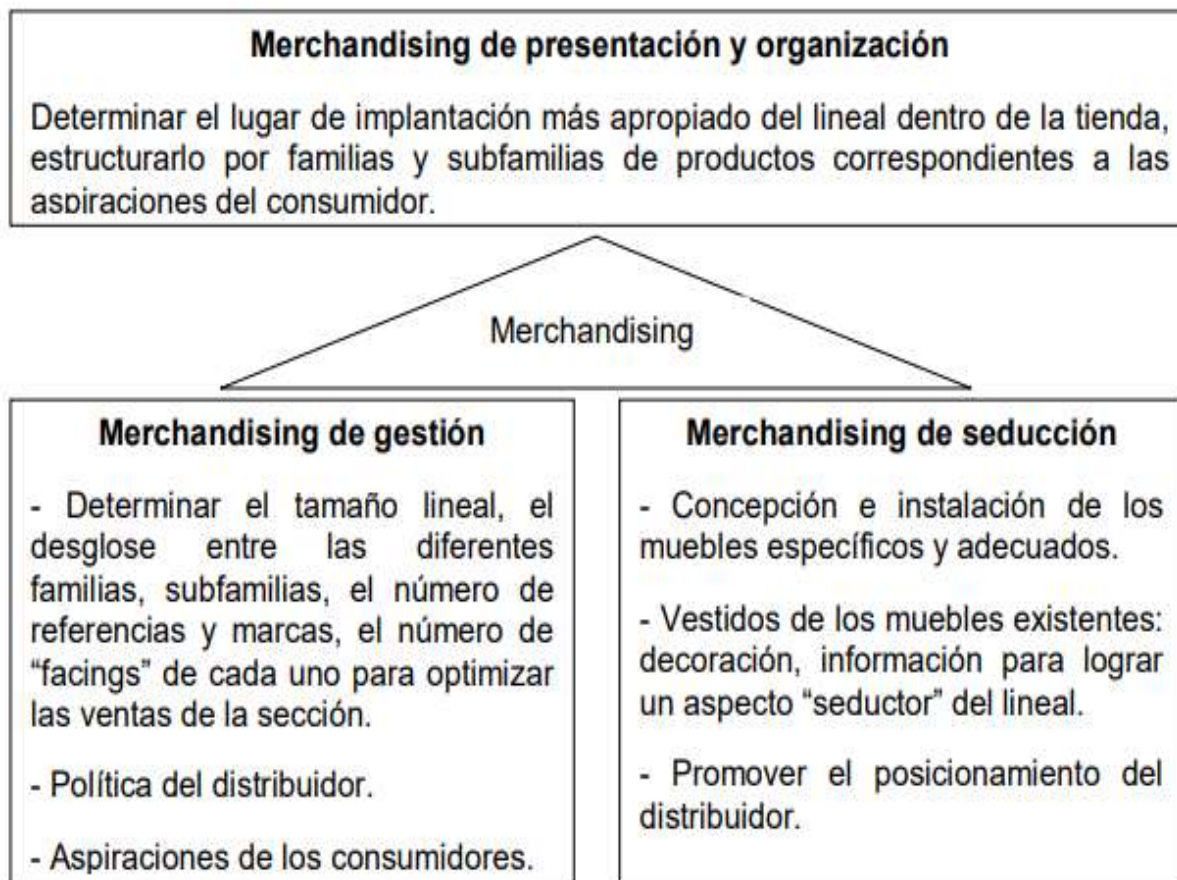 Merchandising de presentación y organización
Determinar el lugar de implantación más apropiado del lineal dentro de la tienda,
estructurarlo por familias y subfamilias de productos correspondientes a las
aspiraciones del consumidor.
Merchandising
Merchandising de gestión
- Determinar el tamaño lineal, el
desglose entre las diferentes
familias, subfamilias, el número de
referencias y marcas, el número de
“facings” de cada uno para optimizar
las ventas de la sección.
- Política del distribuidor.
- Aspiraciones de los consumidores.
Merchandising de seducción
- Concepción e instalación de los
muebles específicos y adecuados.
- Vestidos de los muebles existentes:
decoración, información para lograr
un aspecto “seductor” del lineal.
- Promover el posicionamiento del
distribuidor.